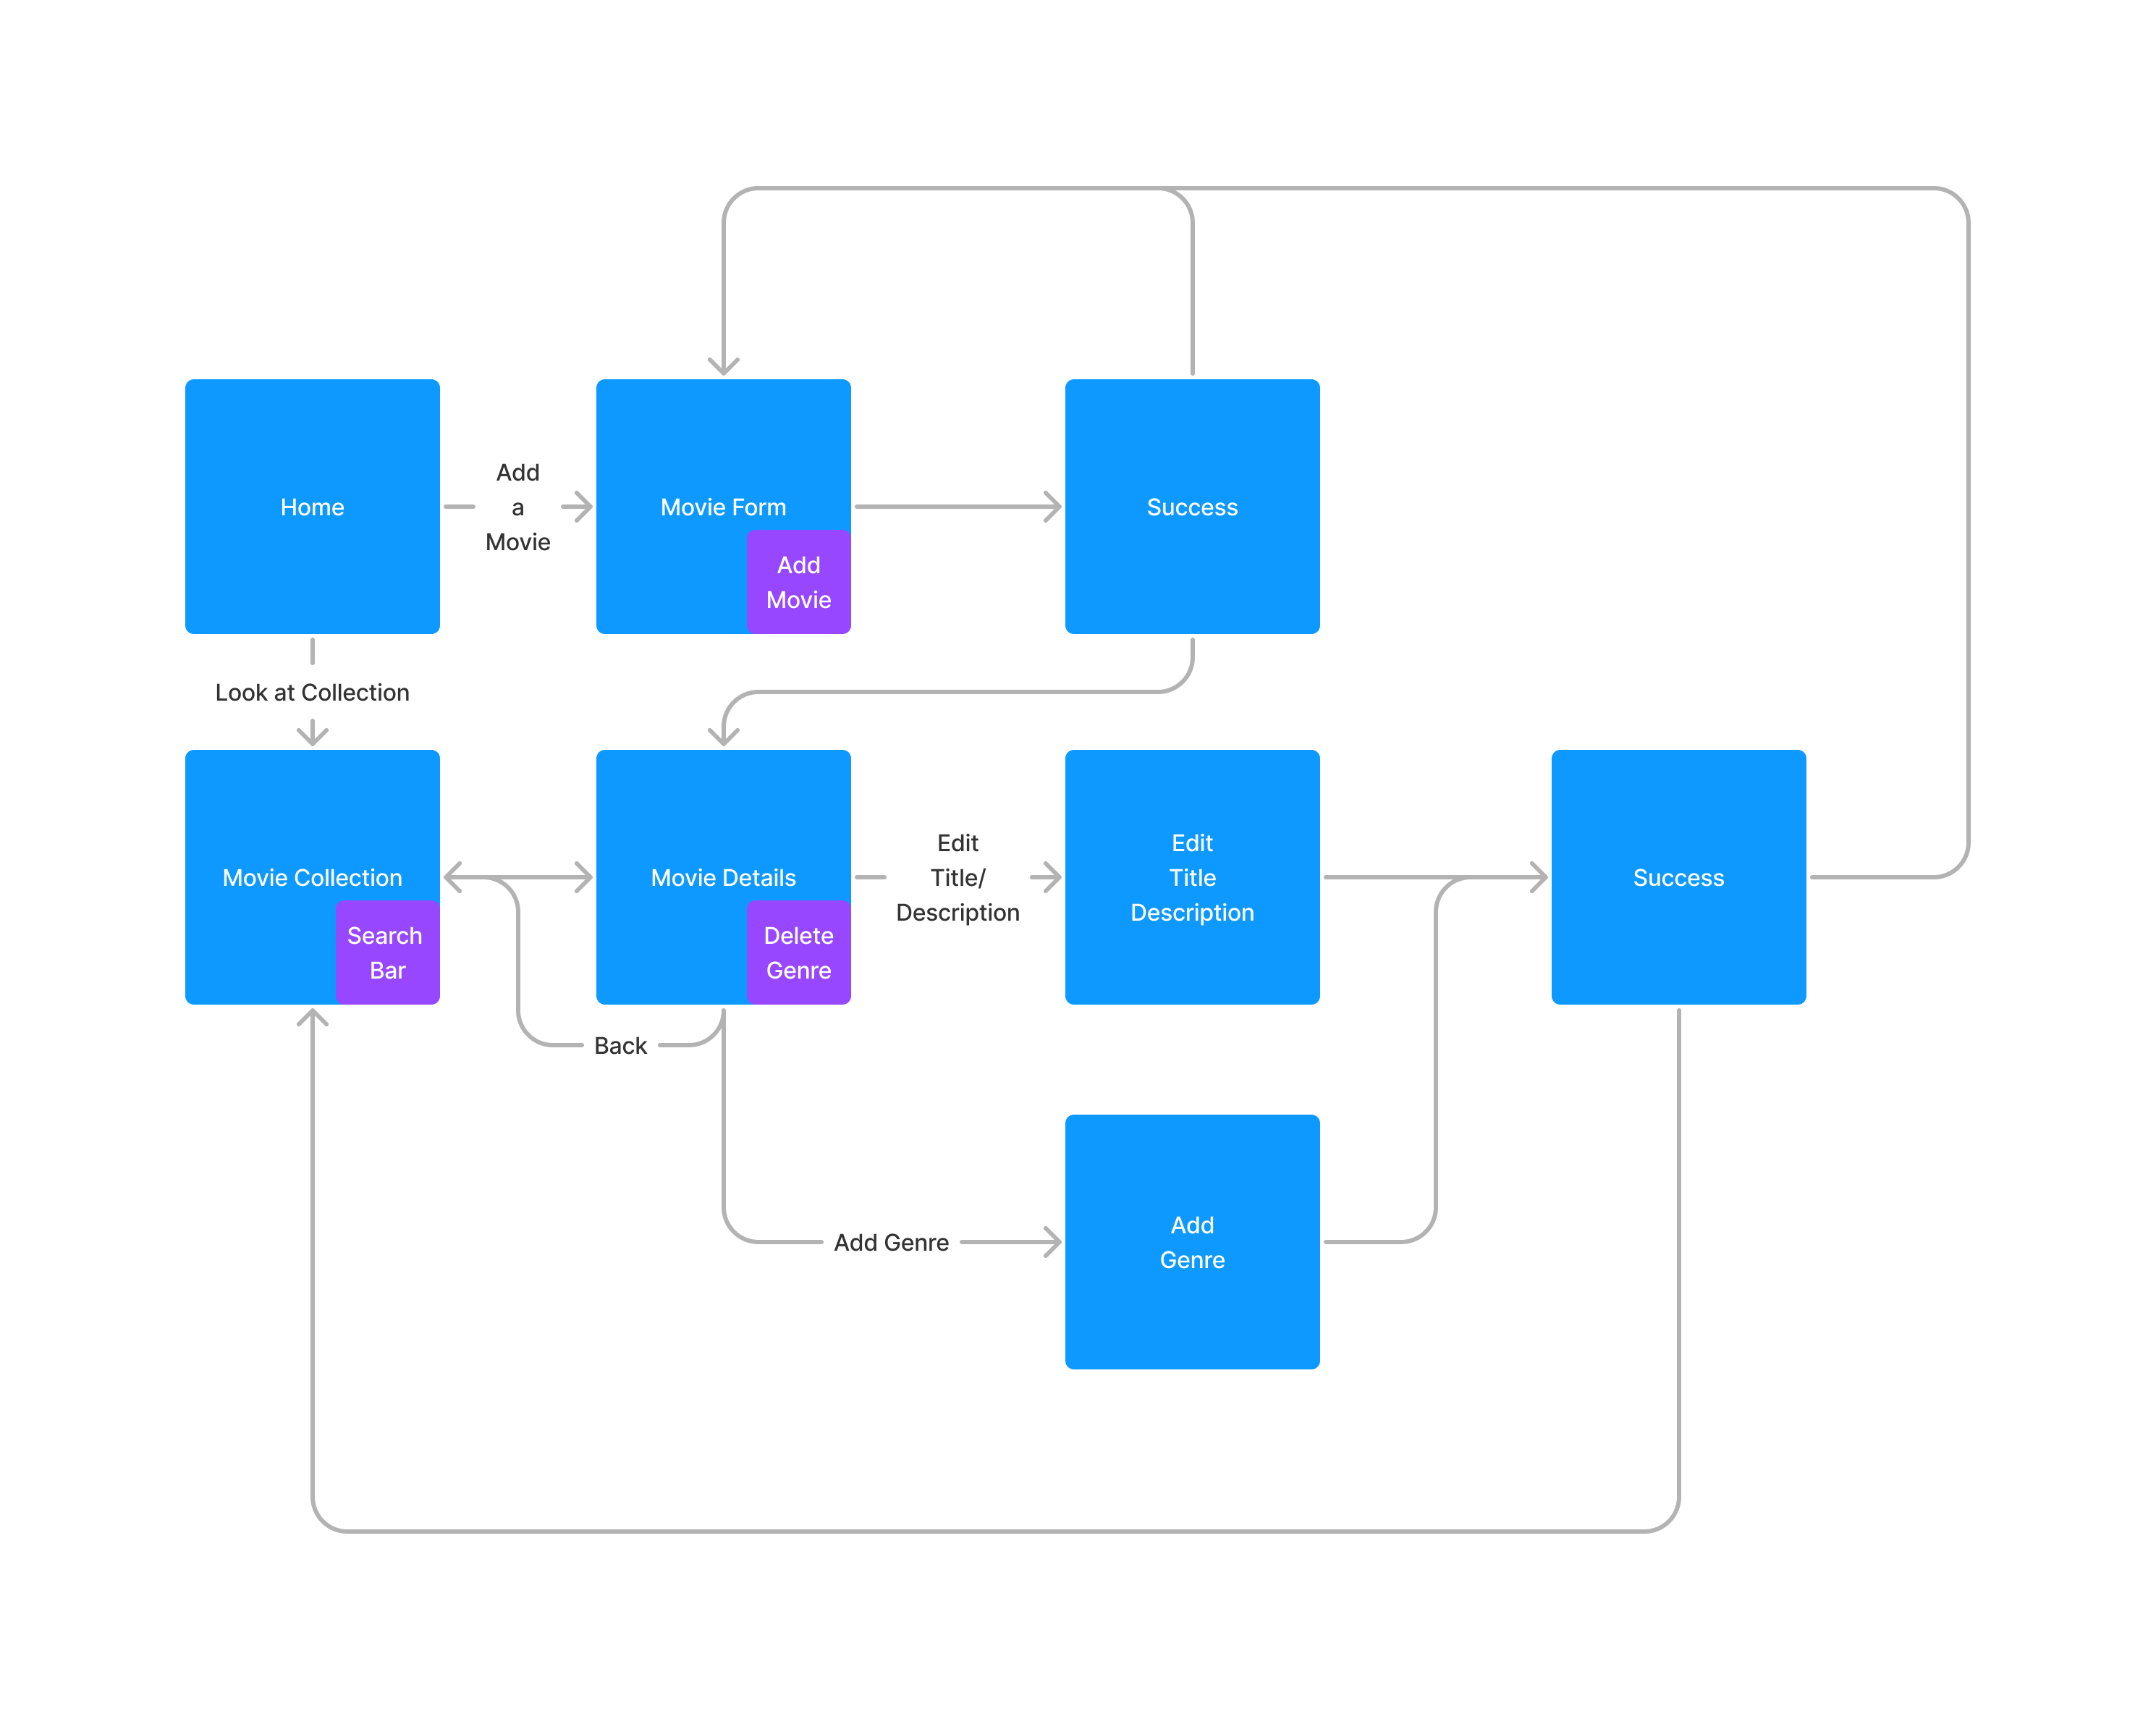 Home
Add
a
Movie
Movie Form
Add
Movie
Success
Look at Collection
Movie Collection
Search
Bar
Movie Details
Delete
Genre
Edit
Title/
Description
Edit
Title
Description
Success
Back
Add Genre
Add
Genre